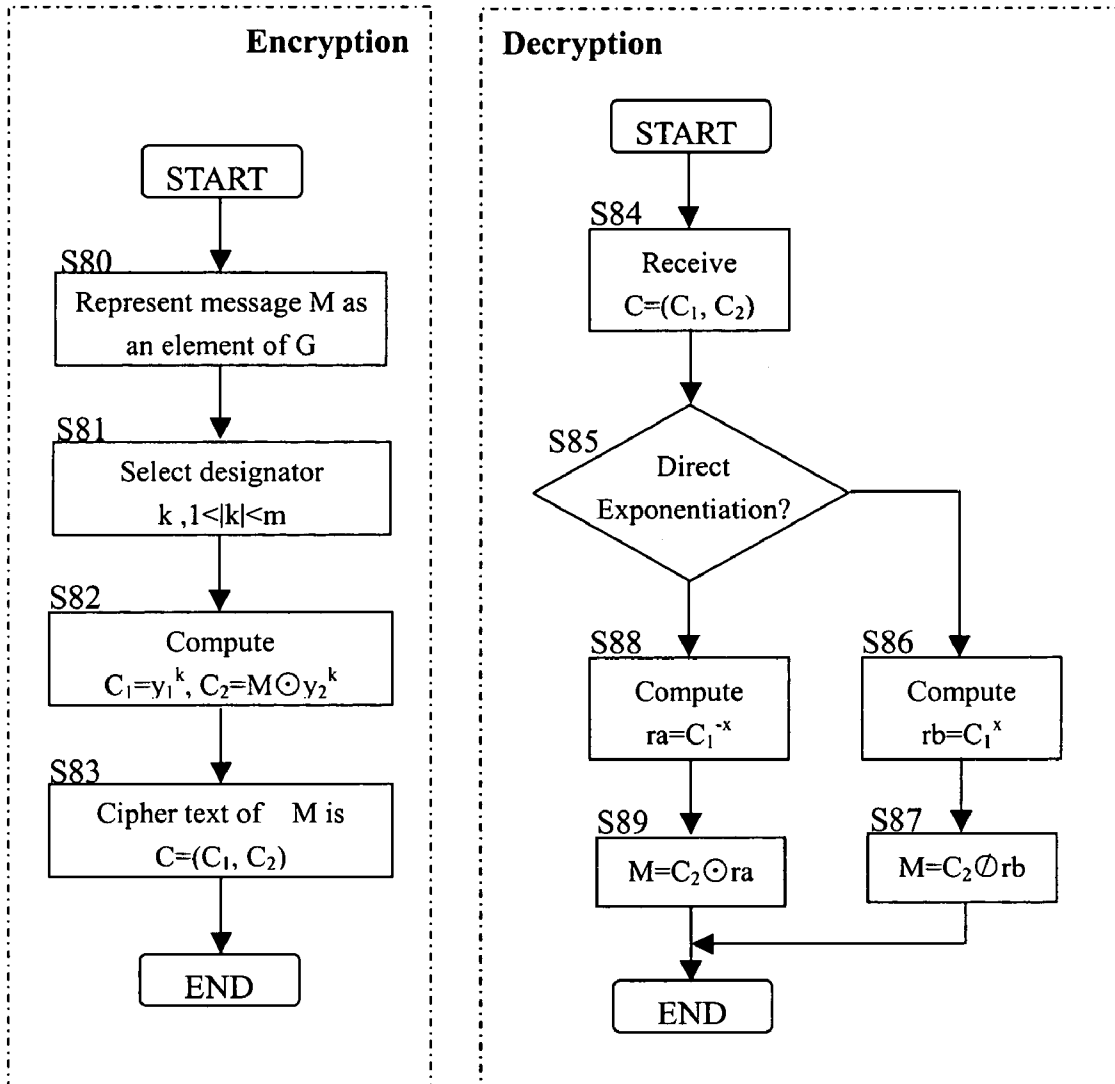 Encryption
START
S80
Represent message M as
an element of G
S81
Select designator
k ,1<|k|<m
S82
Compute
C₁=y₁ᵏ, C₂=M⊙y₂ᵏ
S83
Cipher text of M is
C=(C₁, C₂)
END
Decryption
START
S84
Receive
C=(C₁, C₂)
S85
Direct
Exponentiation?
S88
Compute
ra=C₁⁻ˣ
S86
Compute
rb=C₁ˣ
S89
M=C₂⊙ra
S87
M=C₂∅rb
END